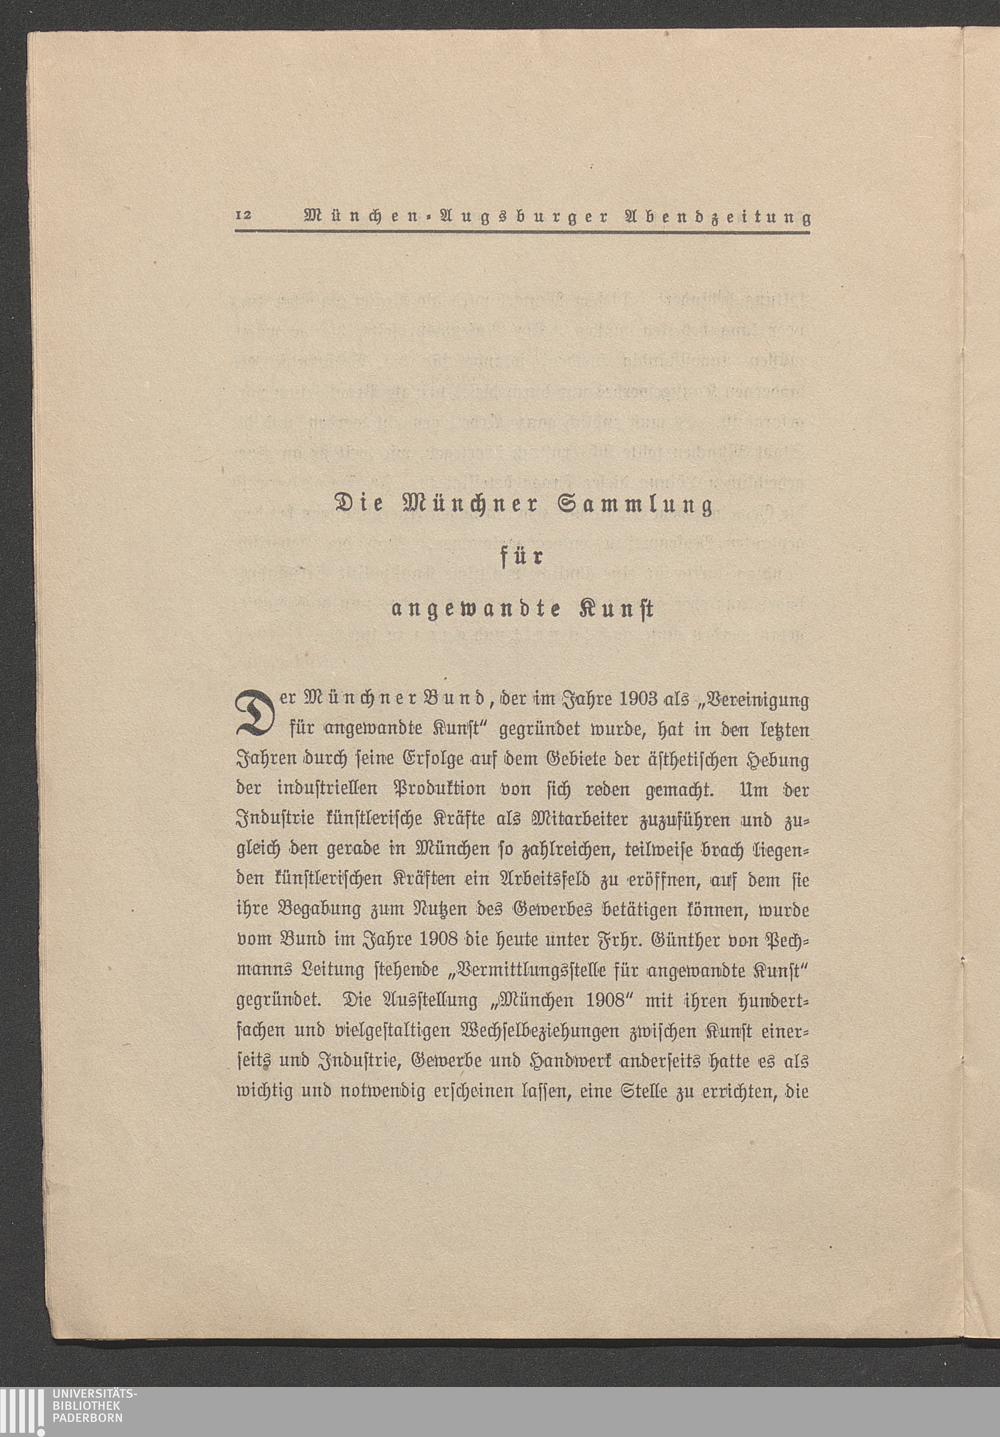 12 München-Augsburger Abendzeitung
Die Münchner Sammlung
für
angewandte Kunst
Der Münchner Bund, der im Jahre 1903 als „Vereinigung
für angewandte Kunst" gegründet wurde, hat in den letzten
Jahren durch seine Erfolge auf dem Gebiete der ästhetischen Hebung
der industriellen Produktion von sich reden gemacht. Um der
Industrie künstlerische Kräfte als Mitarbeiter zuzuführen und zu-
gleich den gerade in München so zahlreichen, teilweise brach liegen-
den künstlerischen Kräften ein Arbeitsfeld zu eröffnen, auf dem sie
ihre Begabung zum Nutzen des Gewerbes betätigen können, wurde
vom Bund im Jahre 1908 die heute unter Frhr. Günther von Pech-
manns Leitung stehende „Vermittlungsstelle für angewandte Kunst"
gegründet. Die Ausstellung „München 1908" mit ihren hundert-
fachen und vielgestaltigen Wechselbeziehungen zwischen Kunst einer-
seits und Industrie, Gewerbe und Handwerk anderseits hatte es als
wichtig und notwendig erscheinen lassen, eine Stelle zu errichten, die
UNIVERSITÄTS-
BIBLIOTHEK
PADERBORN